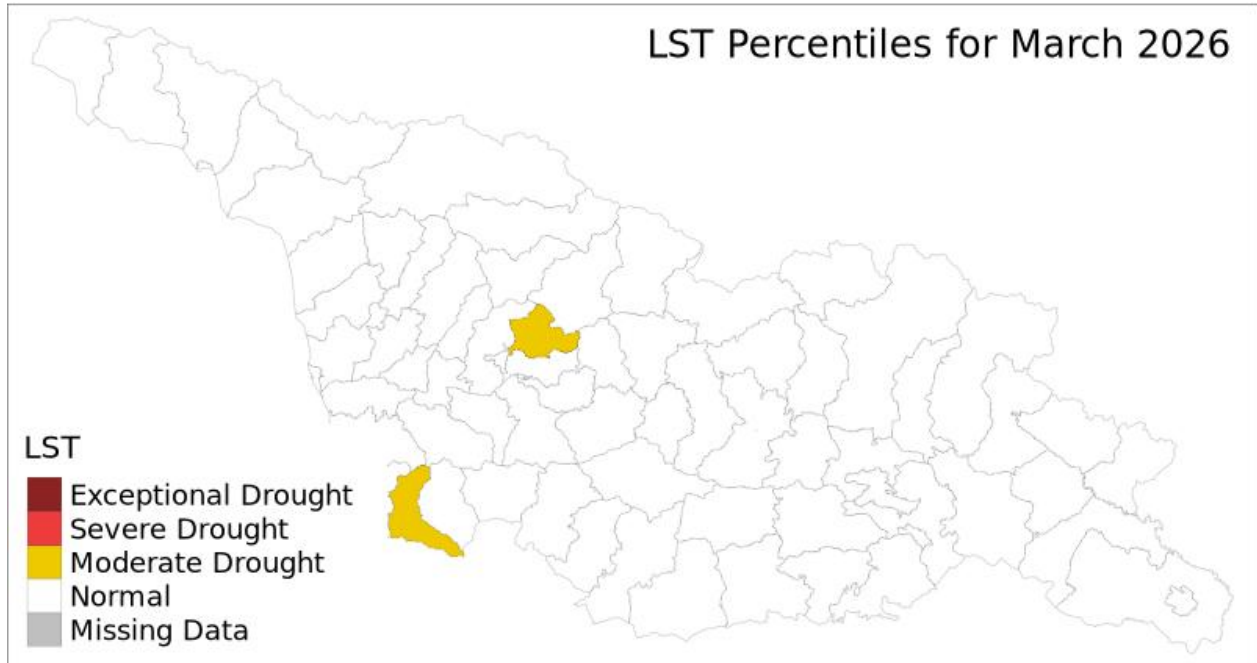 LST Percentiles for March 2026
LST
Exceptional Drought
Severe Drought
Moderate Drought
Normal
Missing Data